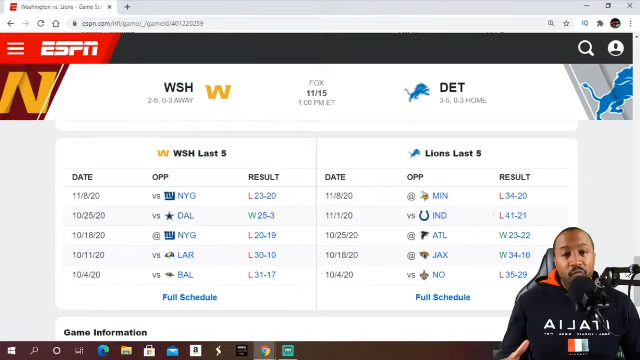 Washington vs. Lions - Game Su
espn.com/nfl/game/_/gameId/401220289
ESPN
WSH
2-6, 0-3 AWAY
W
FOX
11/15
1:00 PM ET
DET
3-5, 0-3 HOME
WSH Last 5
DATE OPP RESULT
11/8/20 vs NYG L 23-20
10/25/20 vs DAL W 25-3
10/18/20 @ NYG L 20-19
10/11/20 vs LAR L 30-10
10/4/20 vs BAL L 31-17
Full Schedule
Lions Last 5
DATE OPP RESULT
11/8/20 @ MIN L 34-20
11/1/20 vs IND L 41-21
10/25/20 @ ATL W 23-22
10/18/20 @ JAX W 34-16
10/4/20 vs NO L 35-29
Full Schedule
Game Information